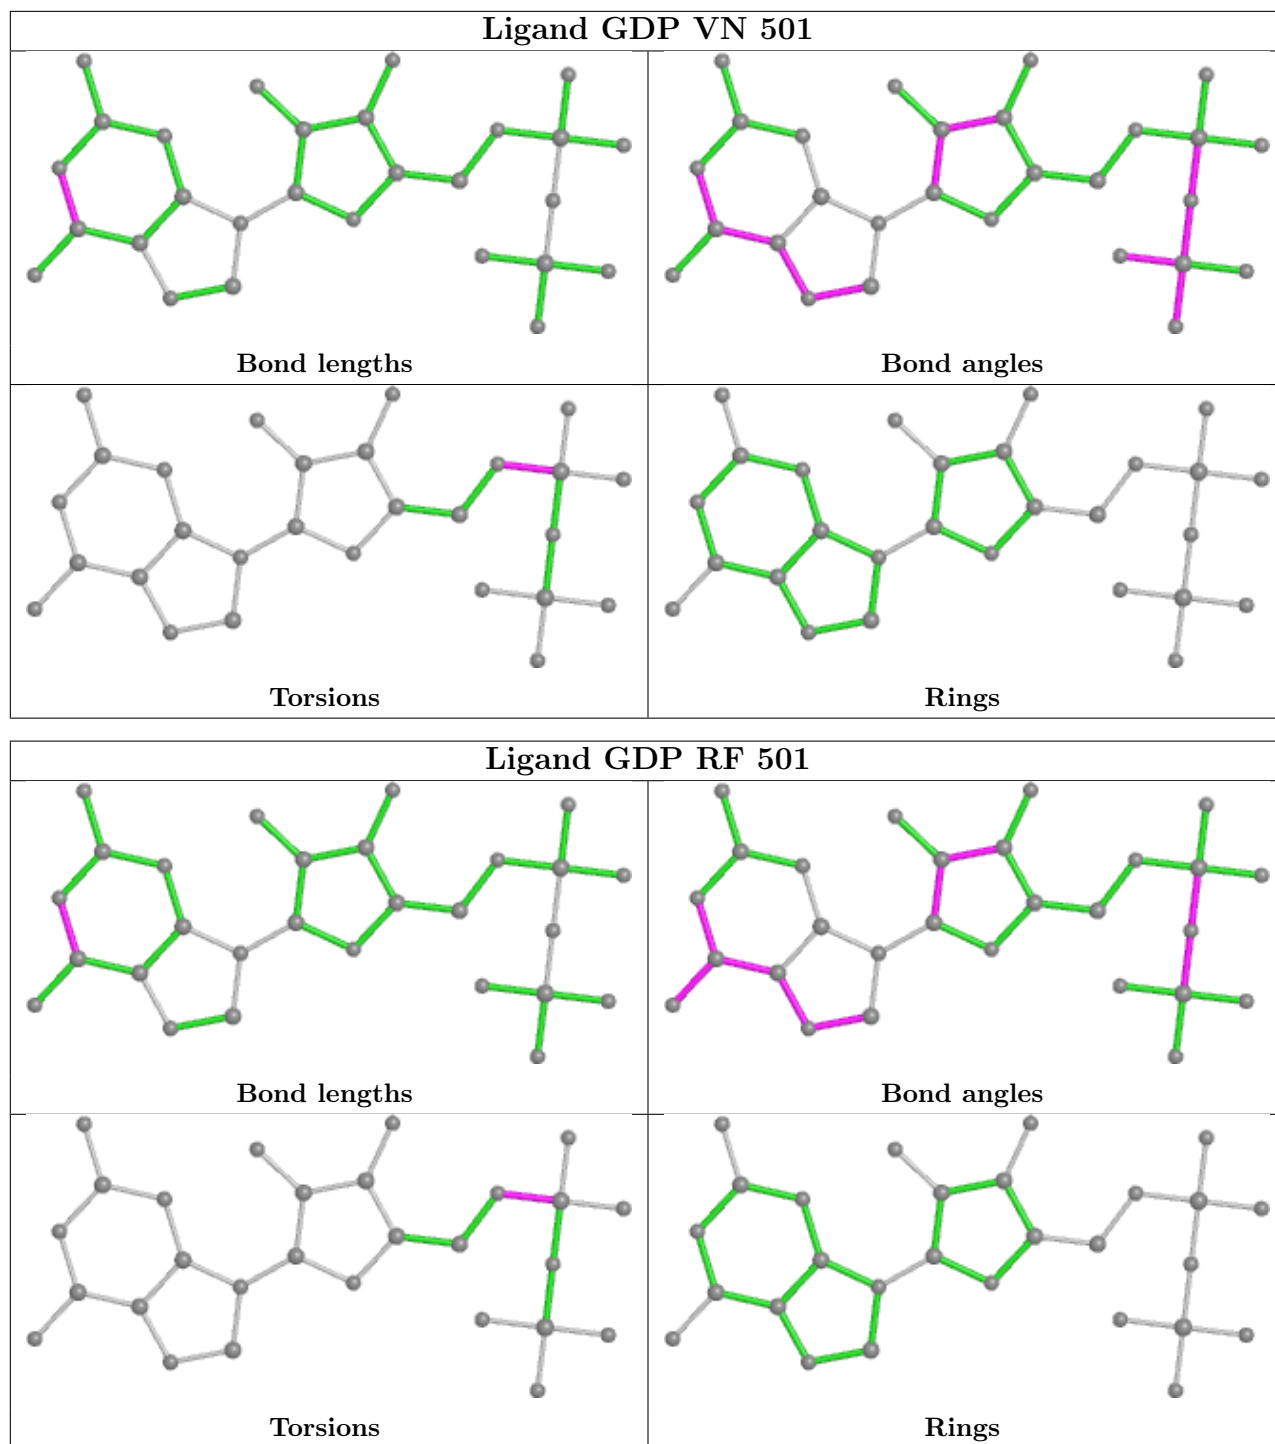 Ligand GDP VN 501
Bond lengths
Bond angles
Torsions
Rings
Ligand GDP RF 501
Bond lengths
Bond angles
Torsions
Rings